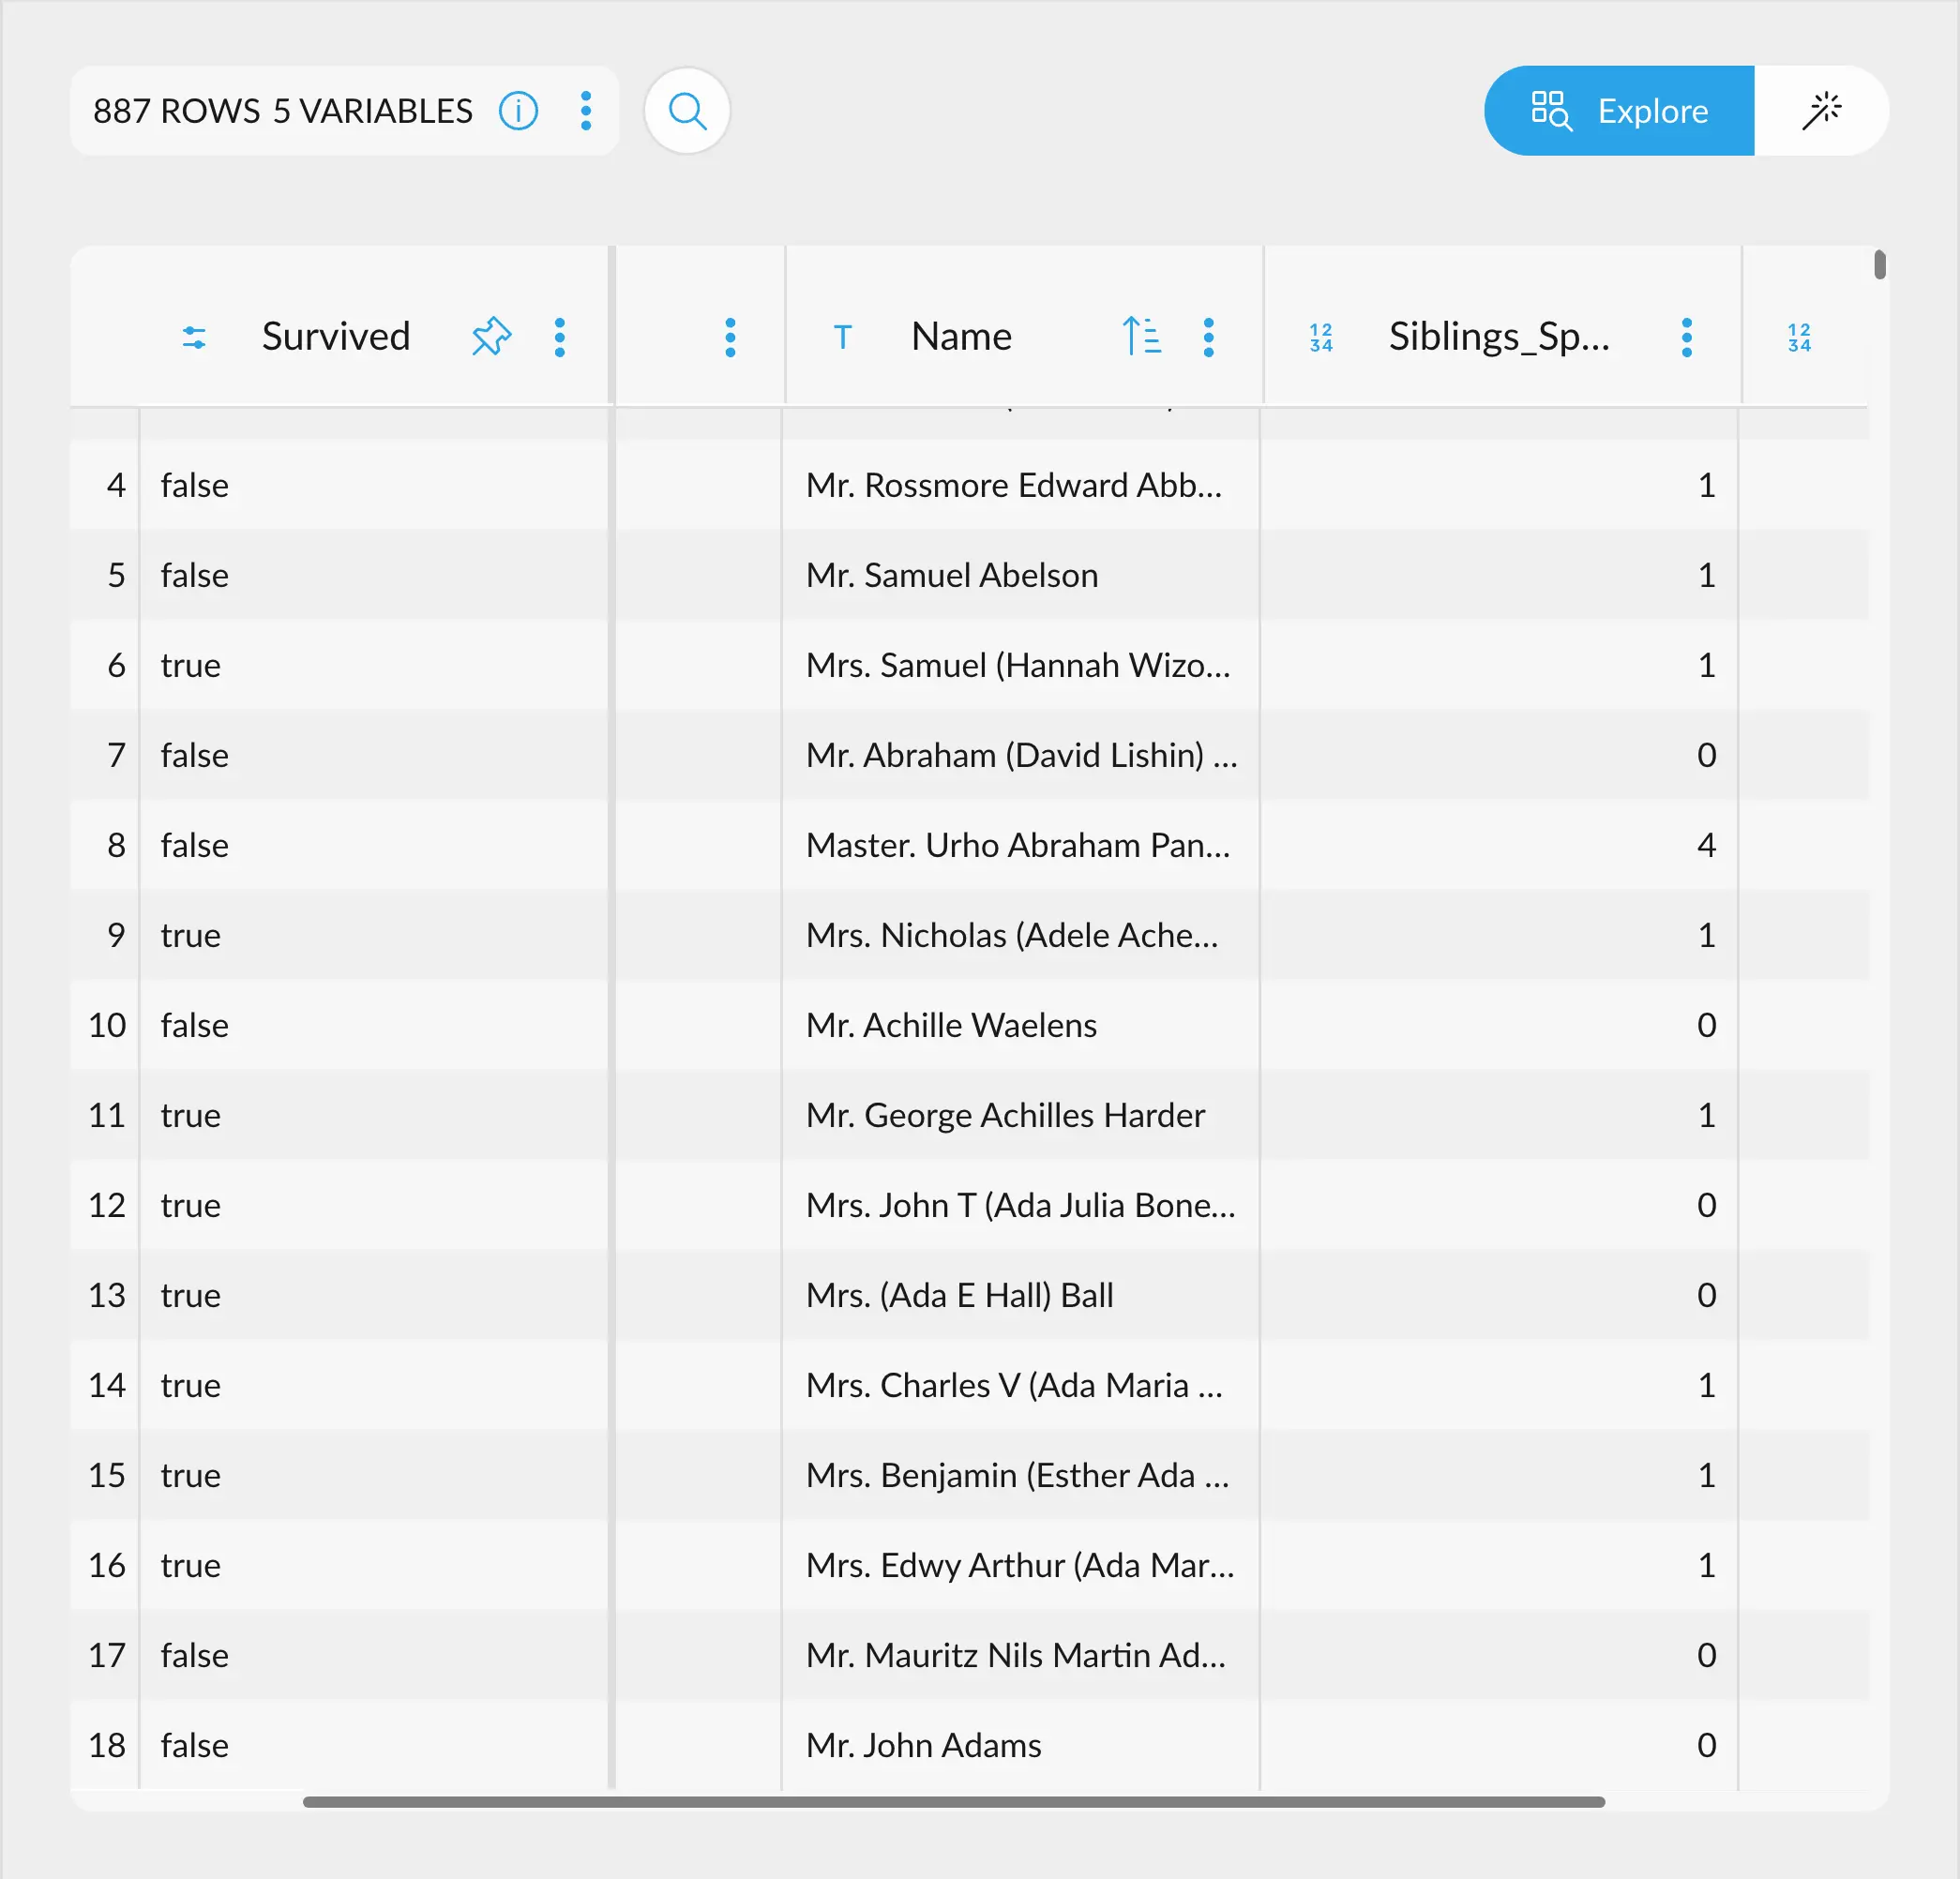 887 ROWS 5 VARIABLES
Explore
Survived Name 12 34 Siblings_Sp... 12 34
4 false Mr. Rossmore Edward Abb... 1
5 false Mr. Samuel Abelson 1
6 true Mrs. Samuel (Hannah Wizo... 1
7 false Mr. Abraham (David Lishin) ... 0
8 false Master. Urho Abraham Pan... 4
9 true Mrs. Nicholas (Adele Ache... 1
10 false Mr. Achille Waelens 0
11 true Mr. George Achilles Harder 1
12 true Mrs. John T (Ada Julia Bone... 0
13 true Mrs. (Ada E Hall) Ball 0
14 true Mrs. Charles V (Ada Maria ... 1
15 true Mrs. Benjamin (Esther Ada ... 1
16 true Mrs. Edwy Arthur (Ada Mar... 1
17 false Mr. Mauritz Nils Martin Ad... 0
18 false Mr. John Adams 0